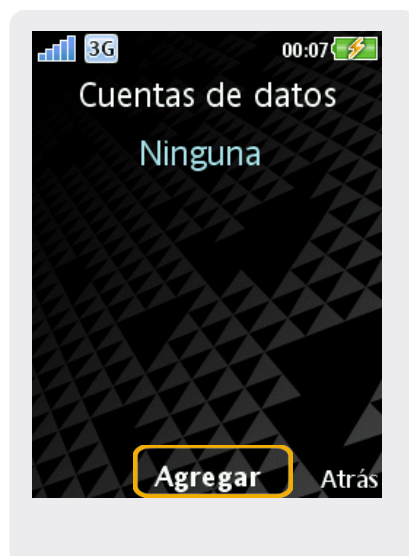 3G 00:07
Cuentas de datos
Ninguna
Agregar Atrás